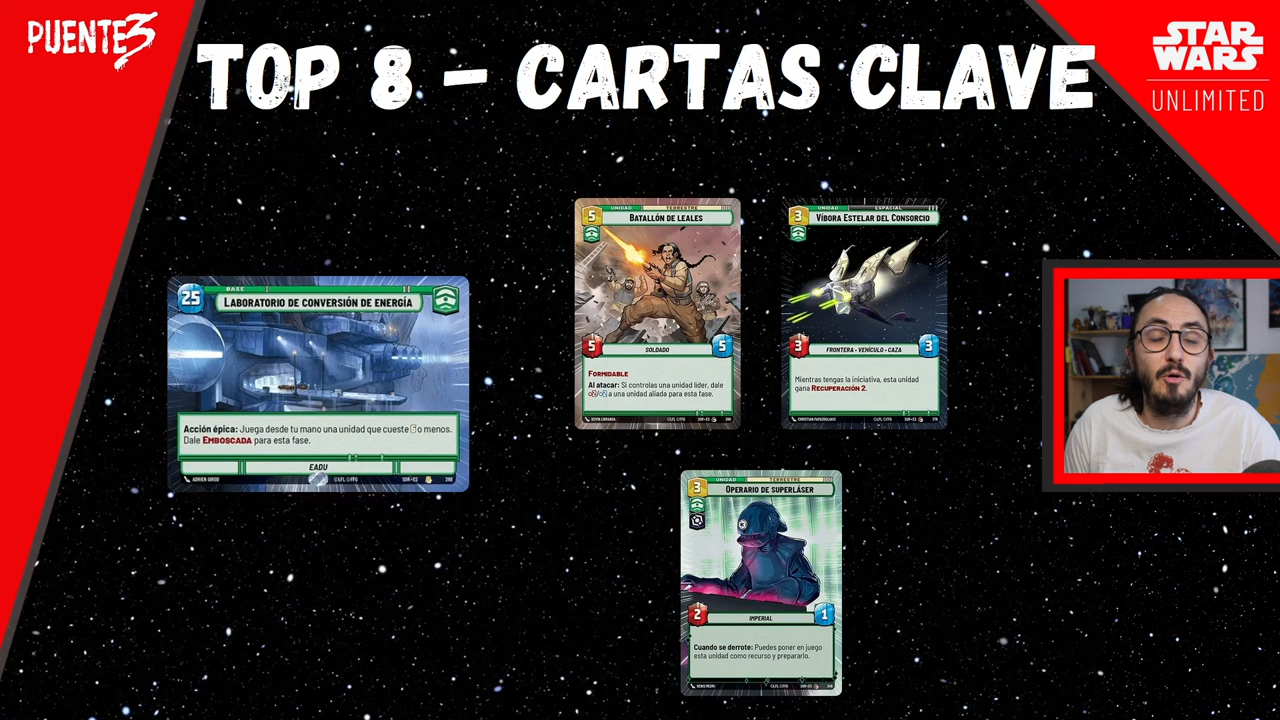 PUENTE3
TOP 8 - CARTAS CLAVE
STAR
WARS
UNLIMITED
25
BASE
LABORATORIO DE CONVERSIÓN DE ENERGÍA
Acción épica: Juega desde tu mano una unidad que cueste 5 o menos.
Dale EMBOSCADA para esta fase.
EADU
ADRIEN GIROD
5
UNIDAD
TERRESTRE
BATALLÓN DE LEALES
5
SOLDADO
5
FORMIDABLE
Al atacar: Si controlas una unidad líder, dale
a una unidad aliada para esta fase.
3
UNIDAD
ESPACIAL
VÍBORA ESTELAR DEL CONSORCIO
3
FRONTERA • VEHÍCULO • CAZA
3
Mientras tengas la iniciativa, esta unidad
gana RECUPERACIÓN 2.
3
UNIDAD
TERRESTRE
OPERARIO DE SUPERLÁSER
2
IMPERIAL
1
Cuando se derrote: Puedes poner en juego
esta unidad como recurso y prepararlo.